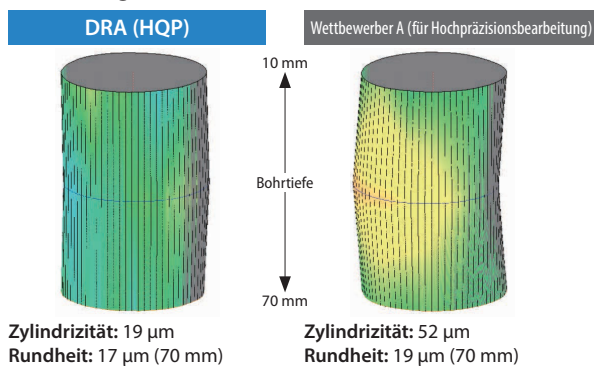 DRA (HQP)
Wettbewerber A (für Hochpräzisionsbearbeitung)
10 mm
Bohrtiefe
70 mm
Zylindrizität: 19 µm
Rundheit: 17 µm (70 mm)
Zylindrizität: 52 µm
Rundheit: 19 µm (70 mm)